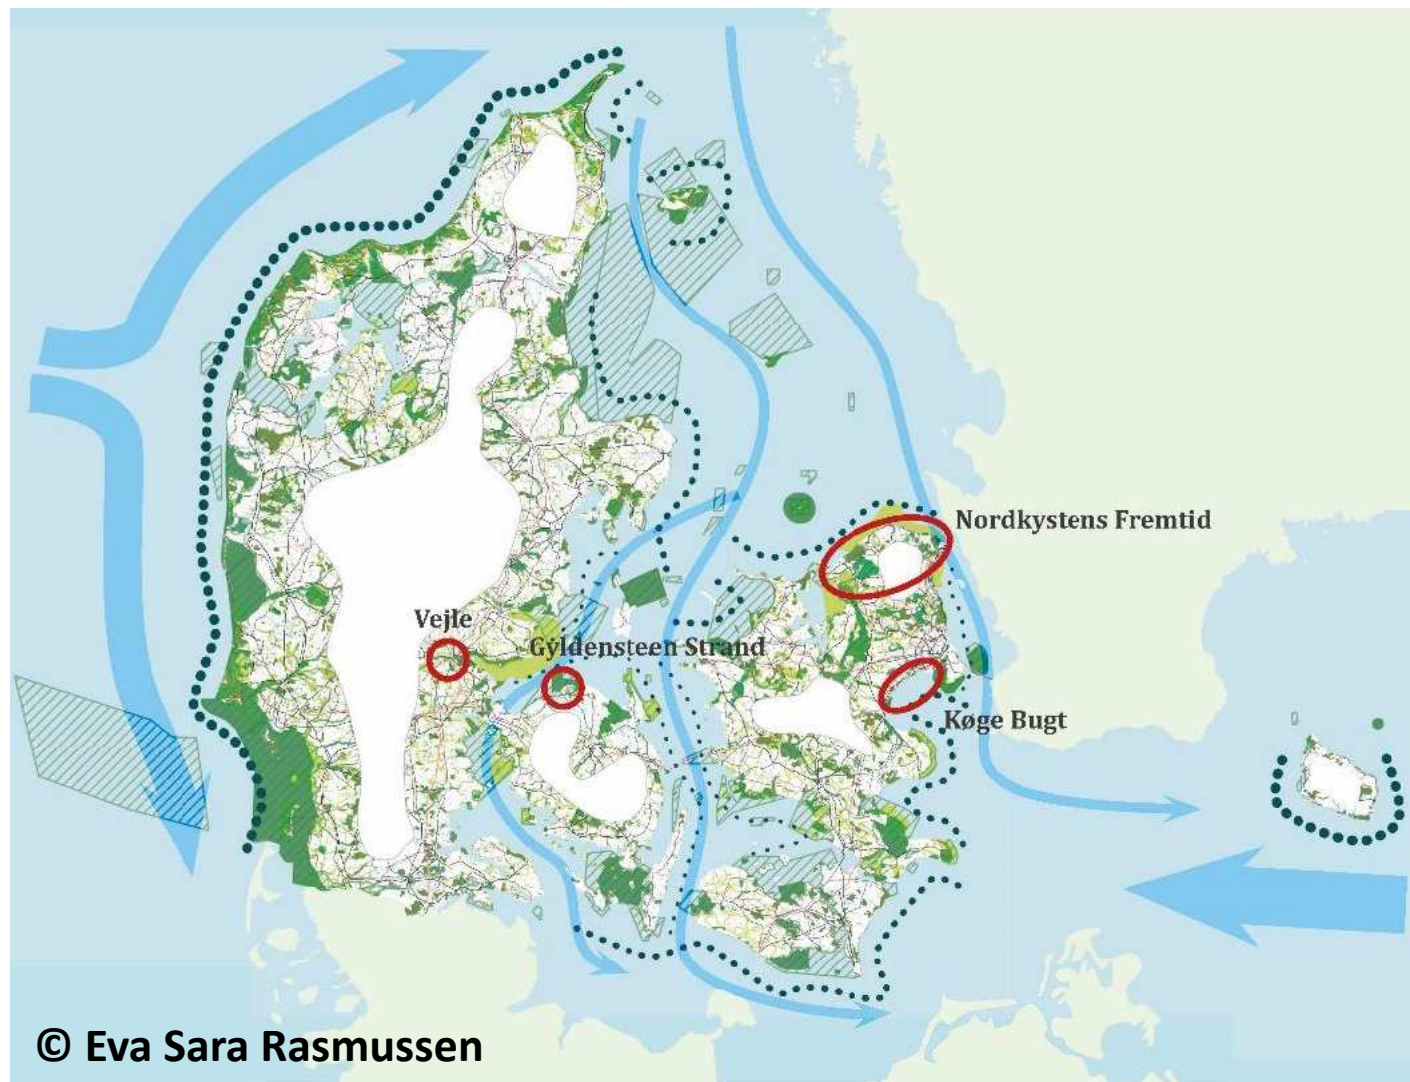 Nordkystens Fremtid
Vejle
Gyldensteen Strand
Køge Bugt
© Eva Sara Rasmussen